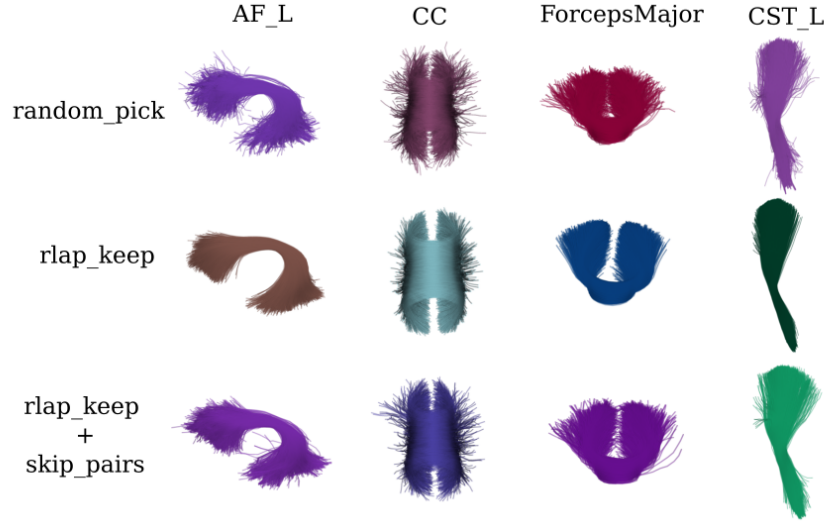 AF_L CC ForcepsMajor CST_L
random_pick
rlap_keep
rlap_keep
+
skip_pairs